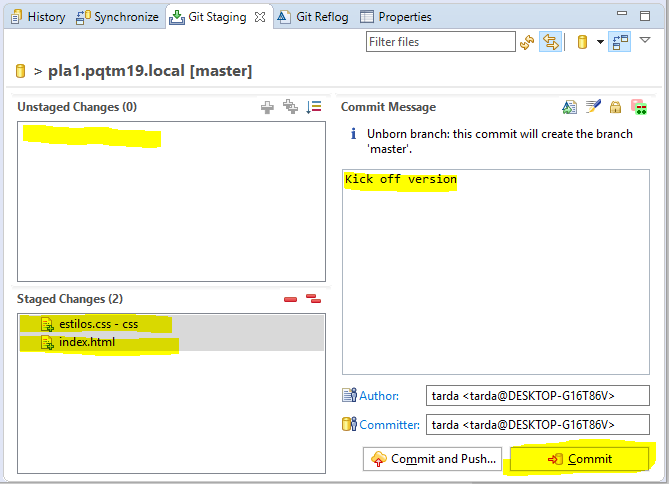 History Synchronize Git Staging Git Reflog Properties
Filter files
> pla1.pqtm19.local [master]
Unstaged Changes (0)
Commit Message
Unborn branch: this commit will create the branch
'master'.
Kick off version
Staged Changes (2)
estilos.css - css
index.html
Author: tarda <tarda@DESKTOP-G16T86V>
Committer: tarda <tarda@DESKTOP-G16T86V>
Commit and Push... Commit